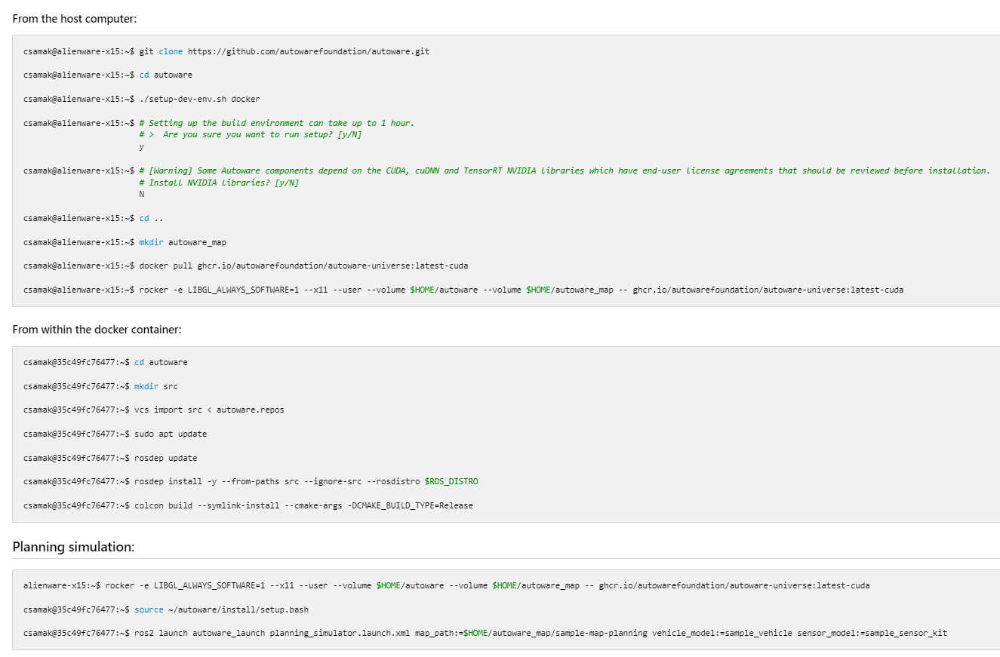 From the host computer:
csamak@alienware-x15:~$ git clone https://github.com/autowarefoundation/autoware.git
csamak@alienware-x15:~$ cd autoware
csamak@alienware-x15:~$ ./setup-dev-env.sh docker
csamak@alienware-x15:~$ # Setting up the build environment can take up to 1 hour.
# >  Are you sure you want to run setup? [y/N]
y
csamak@alienware-x15:~$ # [Warning] Some Autoware components depend on the CUDA, cuDNN and TensorRT NVIDIA libraries which have end-user license agreements that should be reviewed before installation.
# Install NVIDIA libraries? [y/N]
N
csamak@alienware-x15:~$ cd ..
csamak@alienware-x15:~$ mkdir autoware_map
csamak@alienware-x15:~$ docker pull ghcr.io/autowarefoundation/autoware-universe:latest-cuda
csamak@alienware-x15:~$ rocker -e LIBGL_ALWAYS_SOFTWARE=1 --x11 --user --volume $HOME/autoware --volume $HOME/autoware_map -- ghcr.io/autowarefoundation/autoware-universe:latest-cuda
From within the docker container:
csamak@35c49fc76477:~$ cd autoware
csamak@35c49fc76477:~$ mkdir src
csamak@35c49fc76477:~$ vcs import src < autoware.repos
csamak@35c49fc76477:~$ sudo apt update
csamak@35c49fc76477:~$ rosdep update
csamak@35c49fc76477:~$ rosdep install -y --from-paths src --ignore-src --rosdistro $ROS_DISTRO
csamak@35c49fc76477:~$ colcon build --symlink-install --cmake-args -DCMAKE_BUILD_TYPE=Release
Planning simulation:
alienware-x15:~$ rocker -e LIBGL_ALWAYS_SOFTWARE=1 --x11 --user --volume $HOME/autoware --volume $HOME/autoware_map -- ghcr.io/autowarefoundation/autoware-universe:latest-cuda
csamak@35c49fc76477:~$ source ~/autoware/install/setup.bash
csamak@35c49fc76477:~$ ros2 launch autoware_launch planning_simulator.launch.xml map_path:=$HOME/autoware_map/sample-map-planning vehicle_model:=sample_vehicle sensor_model:=sample_sensor_kit